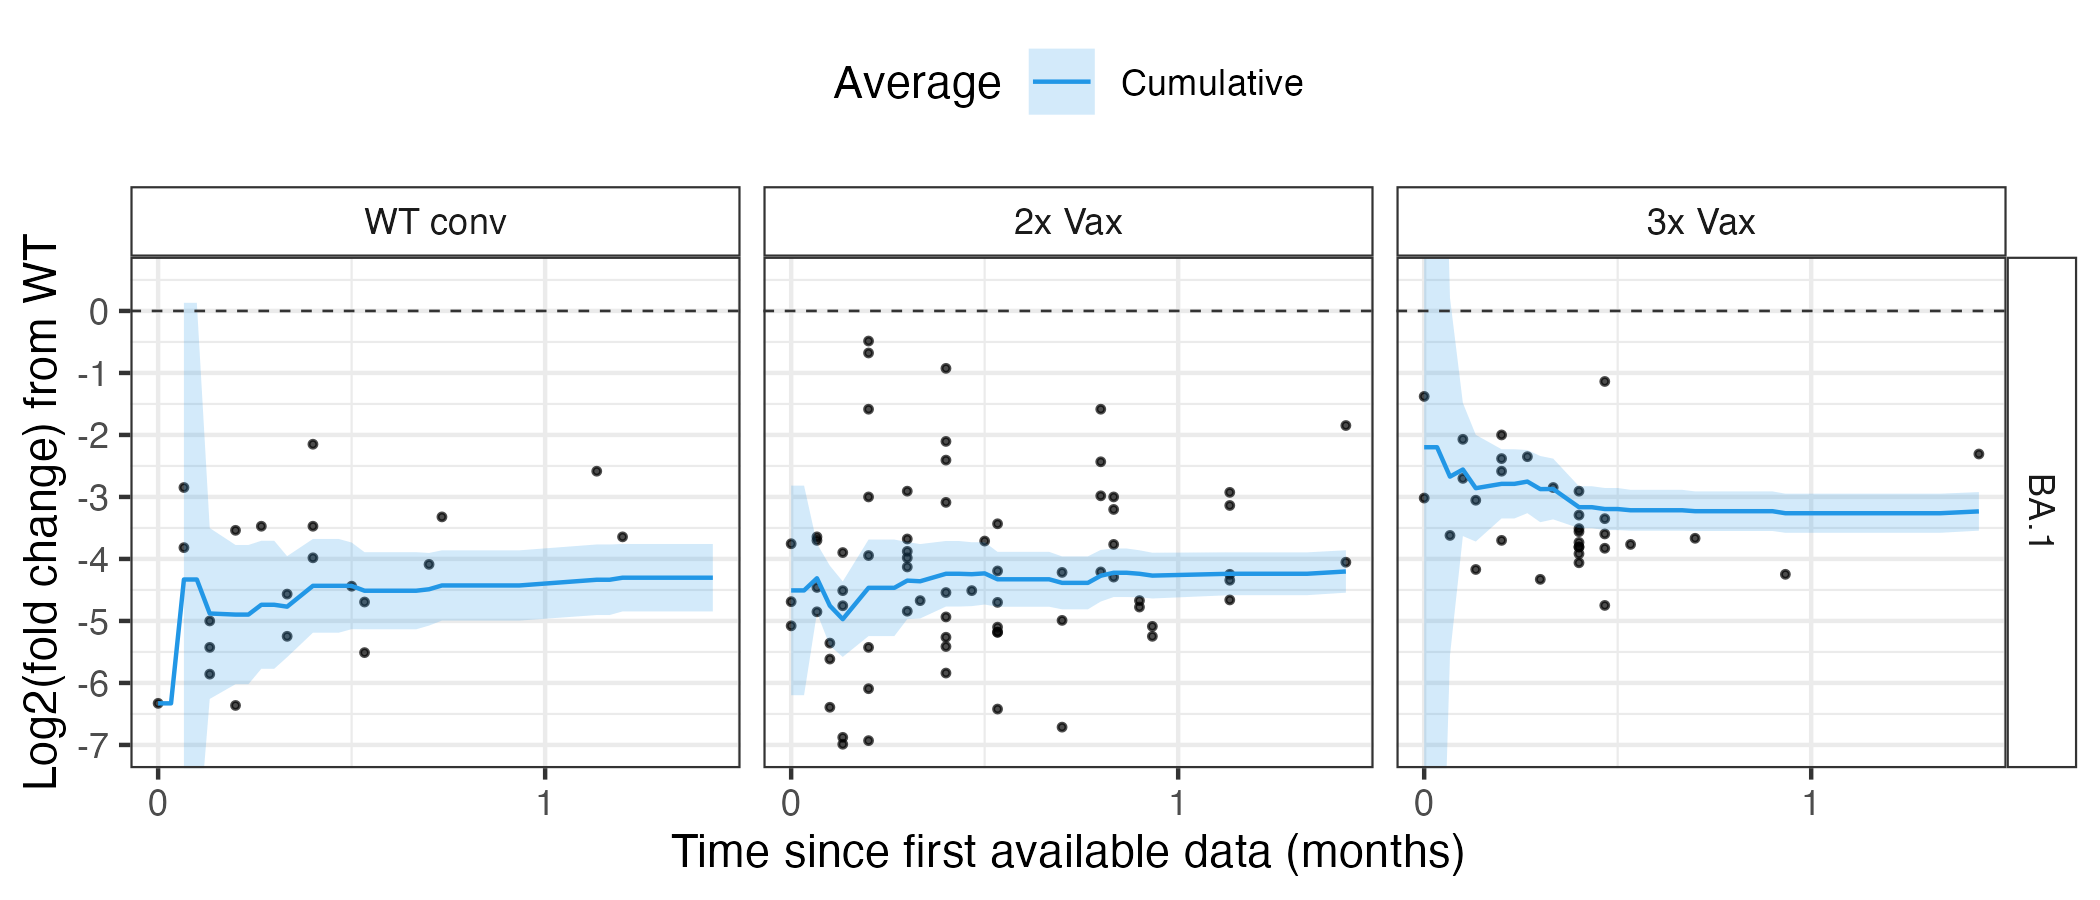 Average Cumulative
WT conv
2x Vax
3x Vax
BA.1
Log2(fold change) from WT
0
-1
-2
-3
-4
-5
-6
-7
0 1
0 1
0 1
Time since first available data (months)